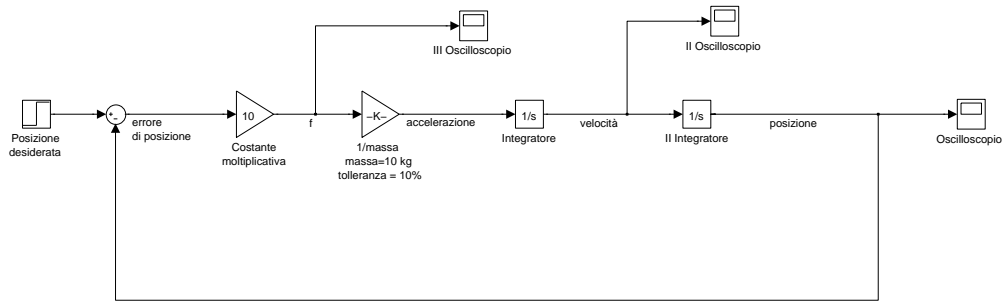 III Oscilloscopio
II Oscilloscopio
Posizione
desiderata
+
-
errore
di posizione
10
Costante
moltiplicativa
f
-K-
1/massa
massa=10 kg
tolleranza = 10%
accelerazione
1/s
Integratore
velocità
1/s
II Integratore
posizione
Oscilloscopio